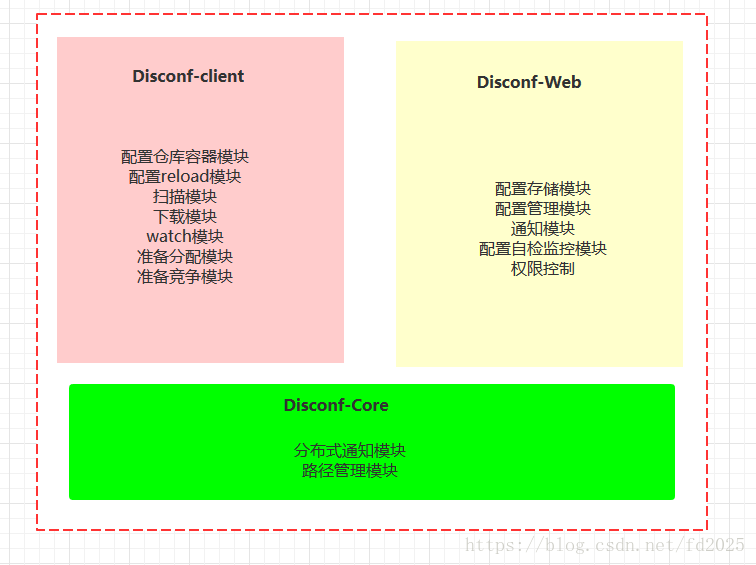 Disconf-client
配置仓库容器模块
配置reload模块
扫描模块
下载模块
watch模块
准备分配模块
准备竞争模块
Disconf-Web
配置存储模块
配置管理模块
通知模块
配置自检监控模块
权限控制
Disconf-Core
分布式通知模块
路径管理模块
https://blog.csdn.net/fd2025